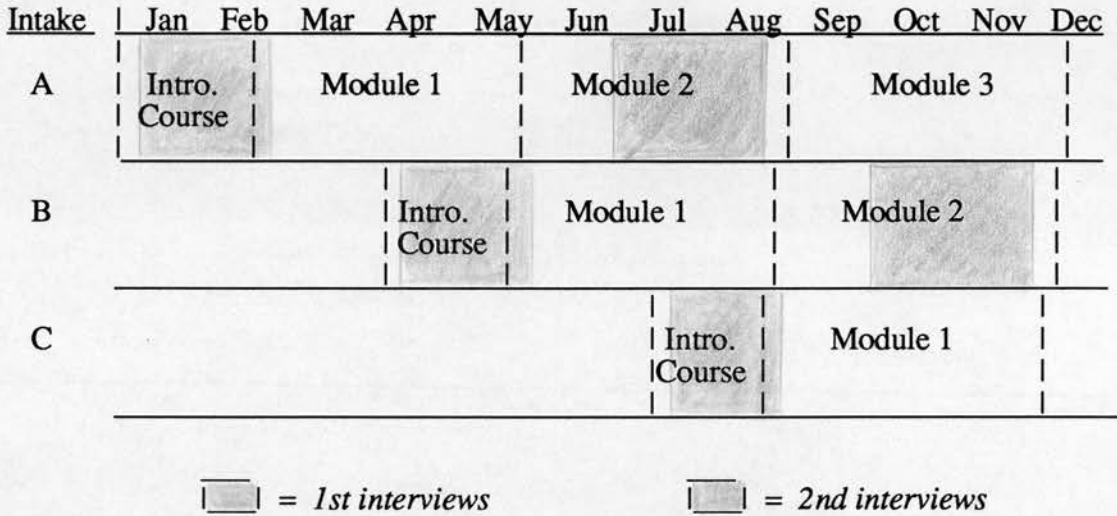 Intake Jan Feb Mar Apr May Jun Jul Aug Sep Oct Nov Dec
A Intro. Module 1 Module 2 Module 3
Course
B Intro. Module 1 Module 2
Course
C Intro. Module 1
Course
= 1st interviews = 2nd interviews